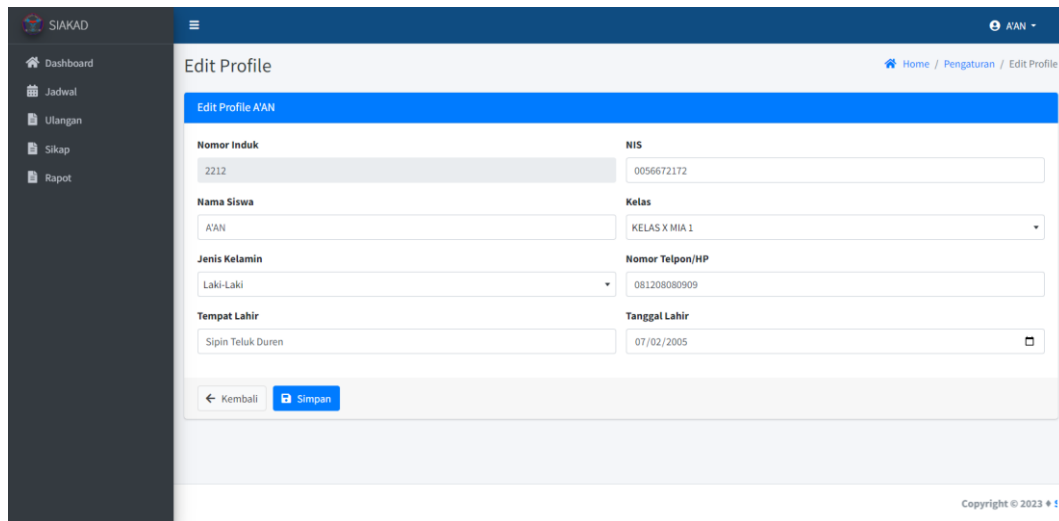 SIAKAD
A'AN
Dashboard
Jadwal
Ulangan
Sikap
Rapot
Edit Profile
Home / Pengaturan / Edit Profile
Edit Profile A'AN
Nomor Induk
NIS
2212
0056672172
Nama Siswa
Kelas
A'AN
KELAS X MIA 1
Jenis Kelamin
Nomor Telpon/HP
Laki-Laki
081208080909
Tempat Lahir
Tanggal Lahir
Sipin Teluk Duren
07/02/2005
Kembali
Simpan
Copyright © 2023 ♦